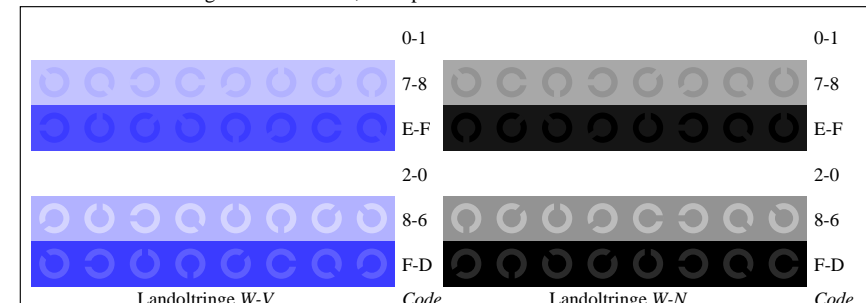 0-1 0-1
7-8 7-8
E-F E-F
2-0 2-0
8-6 8-6
F-D F-D
Landoltringe W-V Code Landoltringe W-N Code